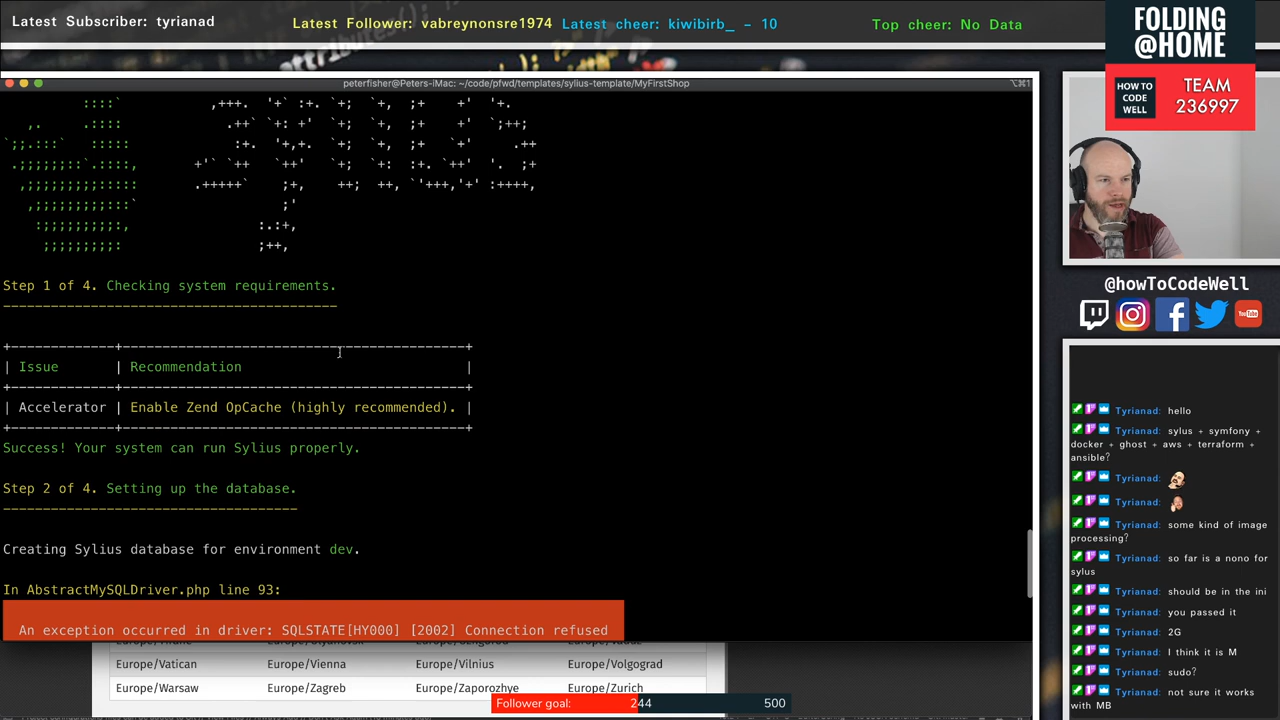 Latest Subscriber: tyrianad
Latest Follower: vabreynonsre1974
Latest cheer: kiwibirb_ - 10
Top cheer: No Data
FOLDING
@HOME
HOW TO
CODE
WELL
TEAM
236997
peterfisher@Peters-iMac: ~/code/pfwd/templates/sylius-template/MyFirstShop
⌥⌘1
Step 1 of 4. Checking system requirements.
Issue | Recommendation
Accelerator | Enable Zend OpCache (highly recommended).
Success! Your system can run Sylius properly.
Step 2 of 4. Setting up the database.
Creating Sylius database for environment dev.
In AbstractMySQLDriver.php line 93:
An exception occurred in driver: SQLSTATE[HY000] [2002] Connection refused
Europe/Vatican Europe/Vienna Europe/Vilnius Europe/Volgograd
Europe/Warsaw Europe/Zagreb Europe/Zaporozhye Europe/Zurich
Follower goal: 244 500
@howToCodeWell
YouTube
Tyrianad: hello
Tyrianad: sylus + symfony +
docker + ghost + aws + terraform +
ansible?
Tyrianad:
Tyrianad:
Tyrianad: some kind of image
processing?
Tyrianad: so far is a nono for
sylus
Tyrianad: should be in the ini
Tyrianad: you passed it
Tyrianad: 2G
Tyrianad: I think it is M
Tyrianad: sudo?
Tyrianad: not sure it works
with MB